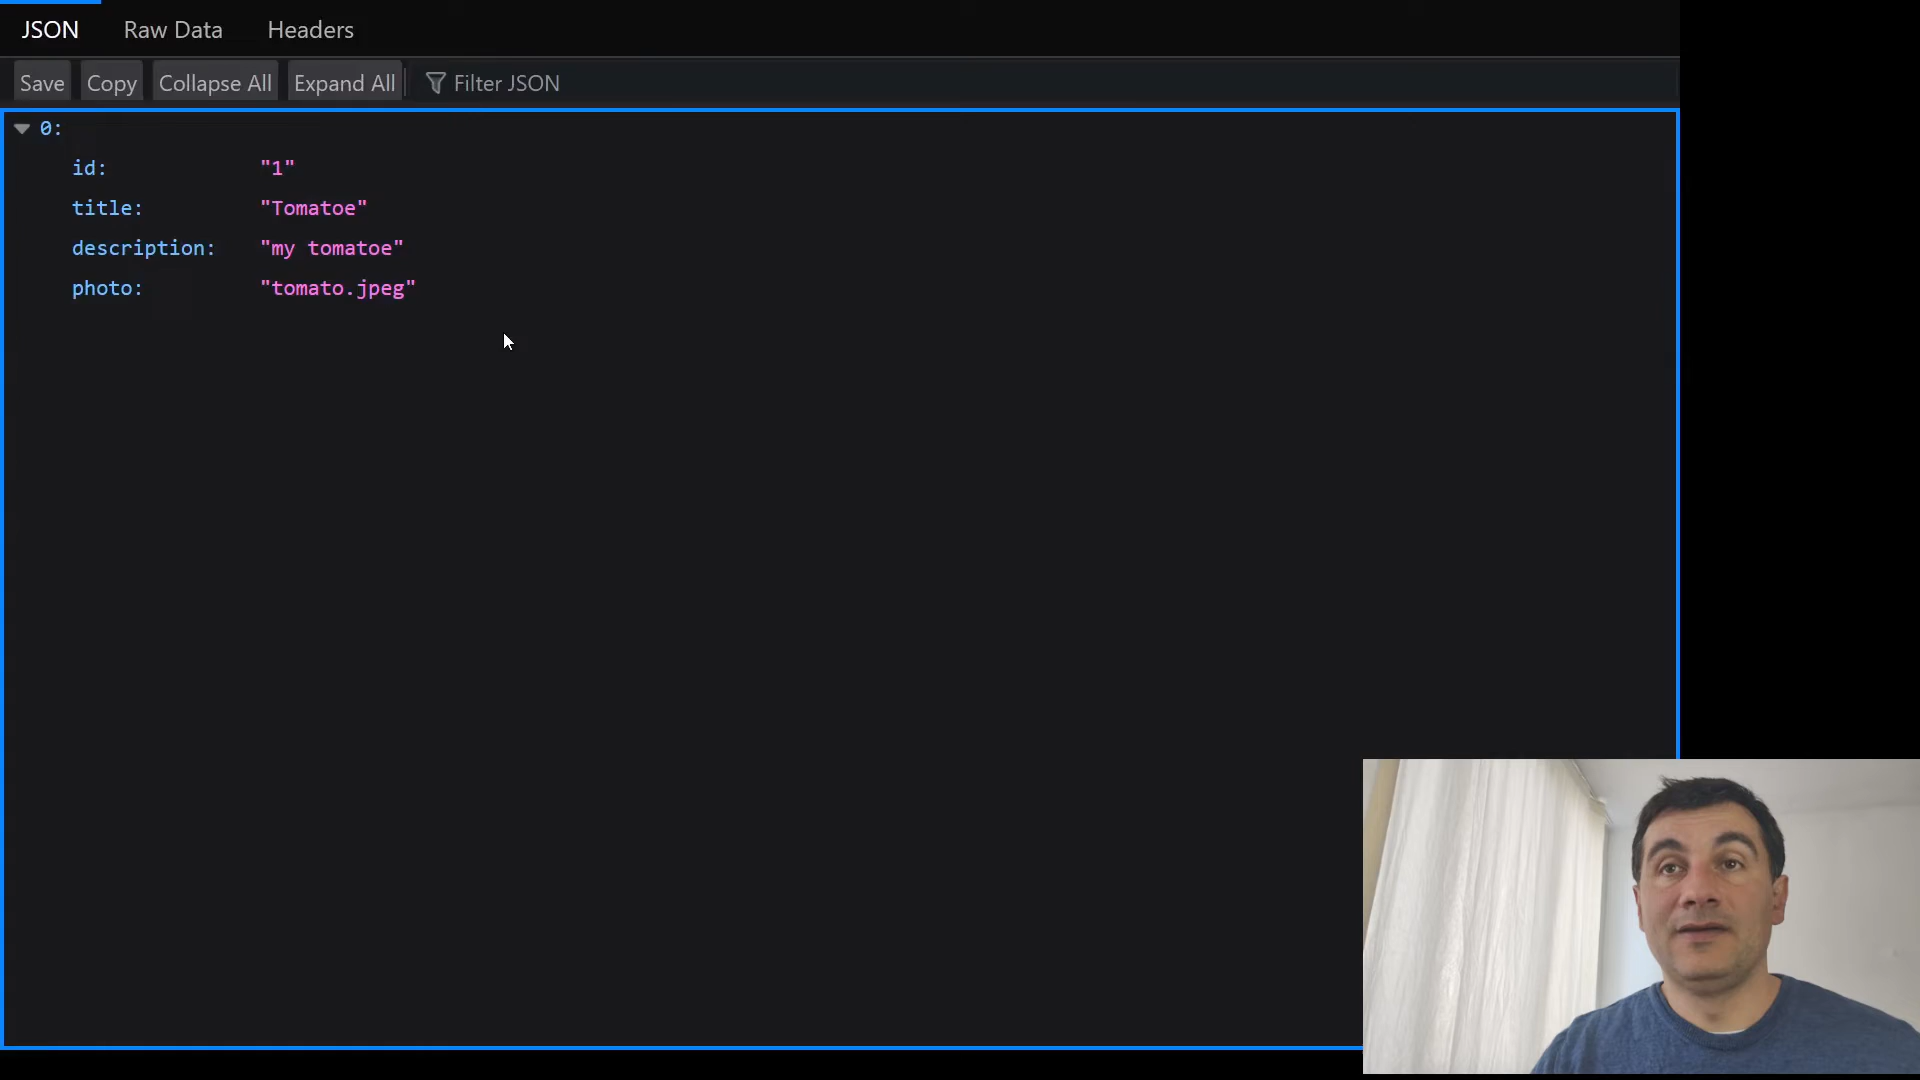 JSON Raw Data Headers
Save Copy Collapse All Expand All Filter JSON
0:
id: "1"
title: "Tomatoe"
description: "my tomatoe"
photo: "tomato.jpeg"